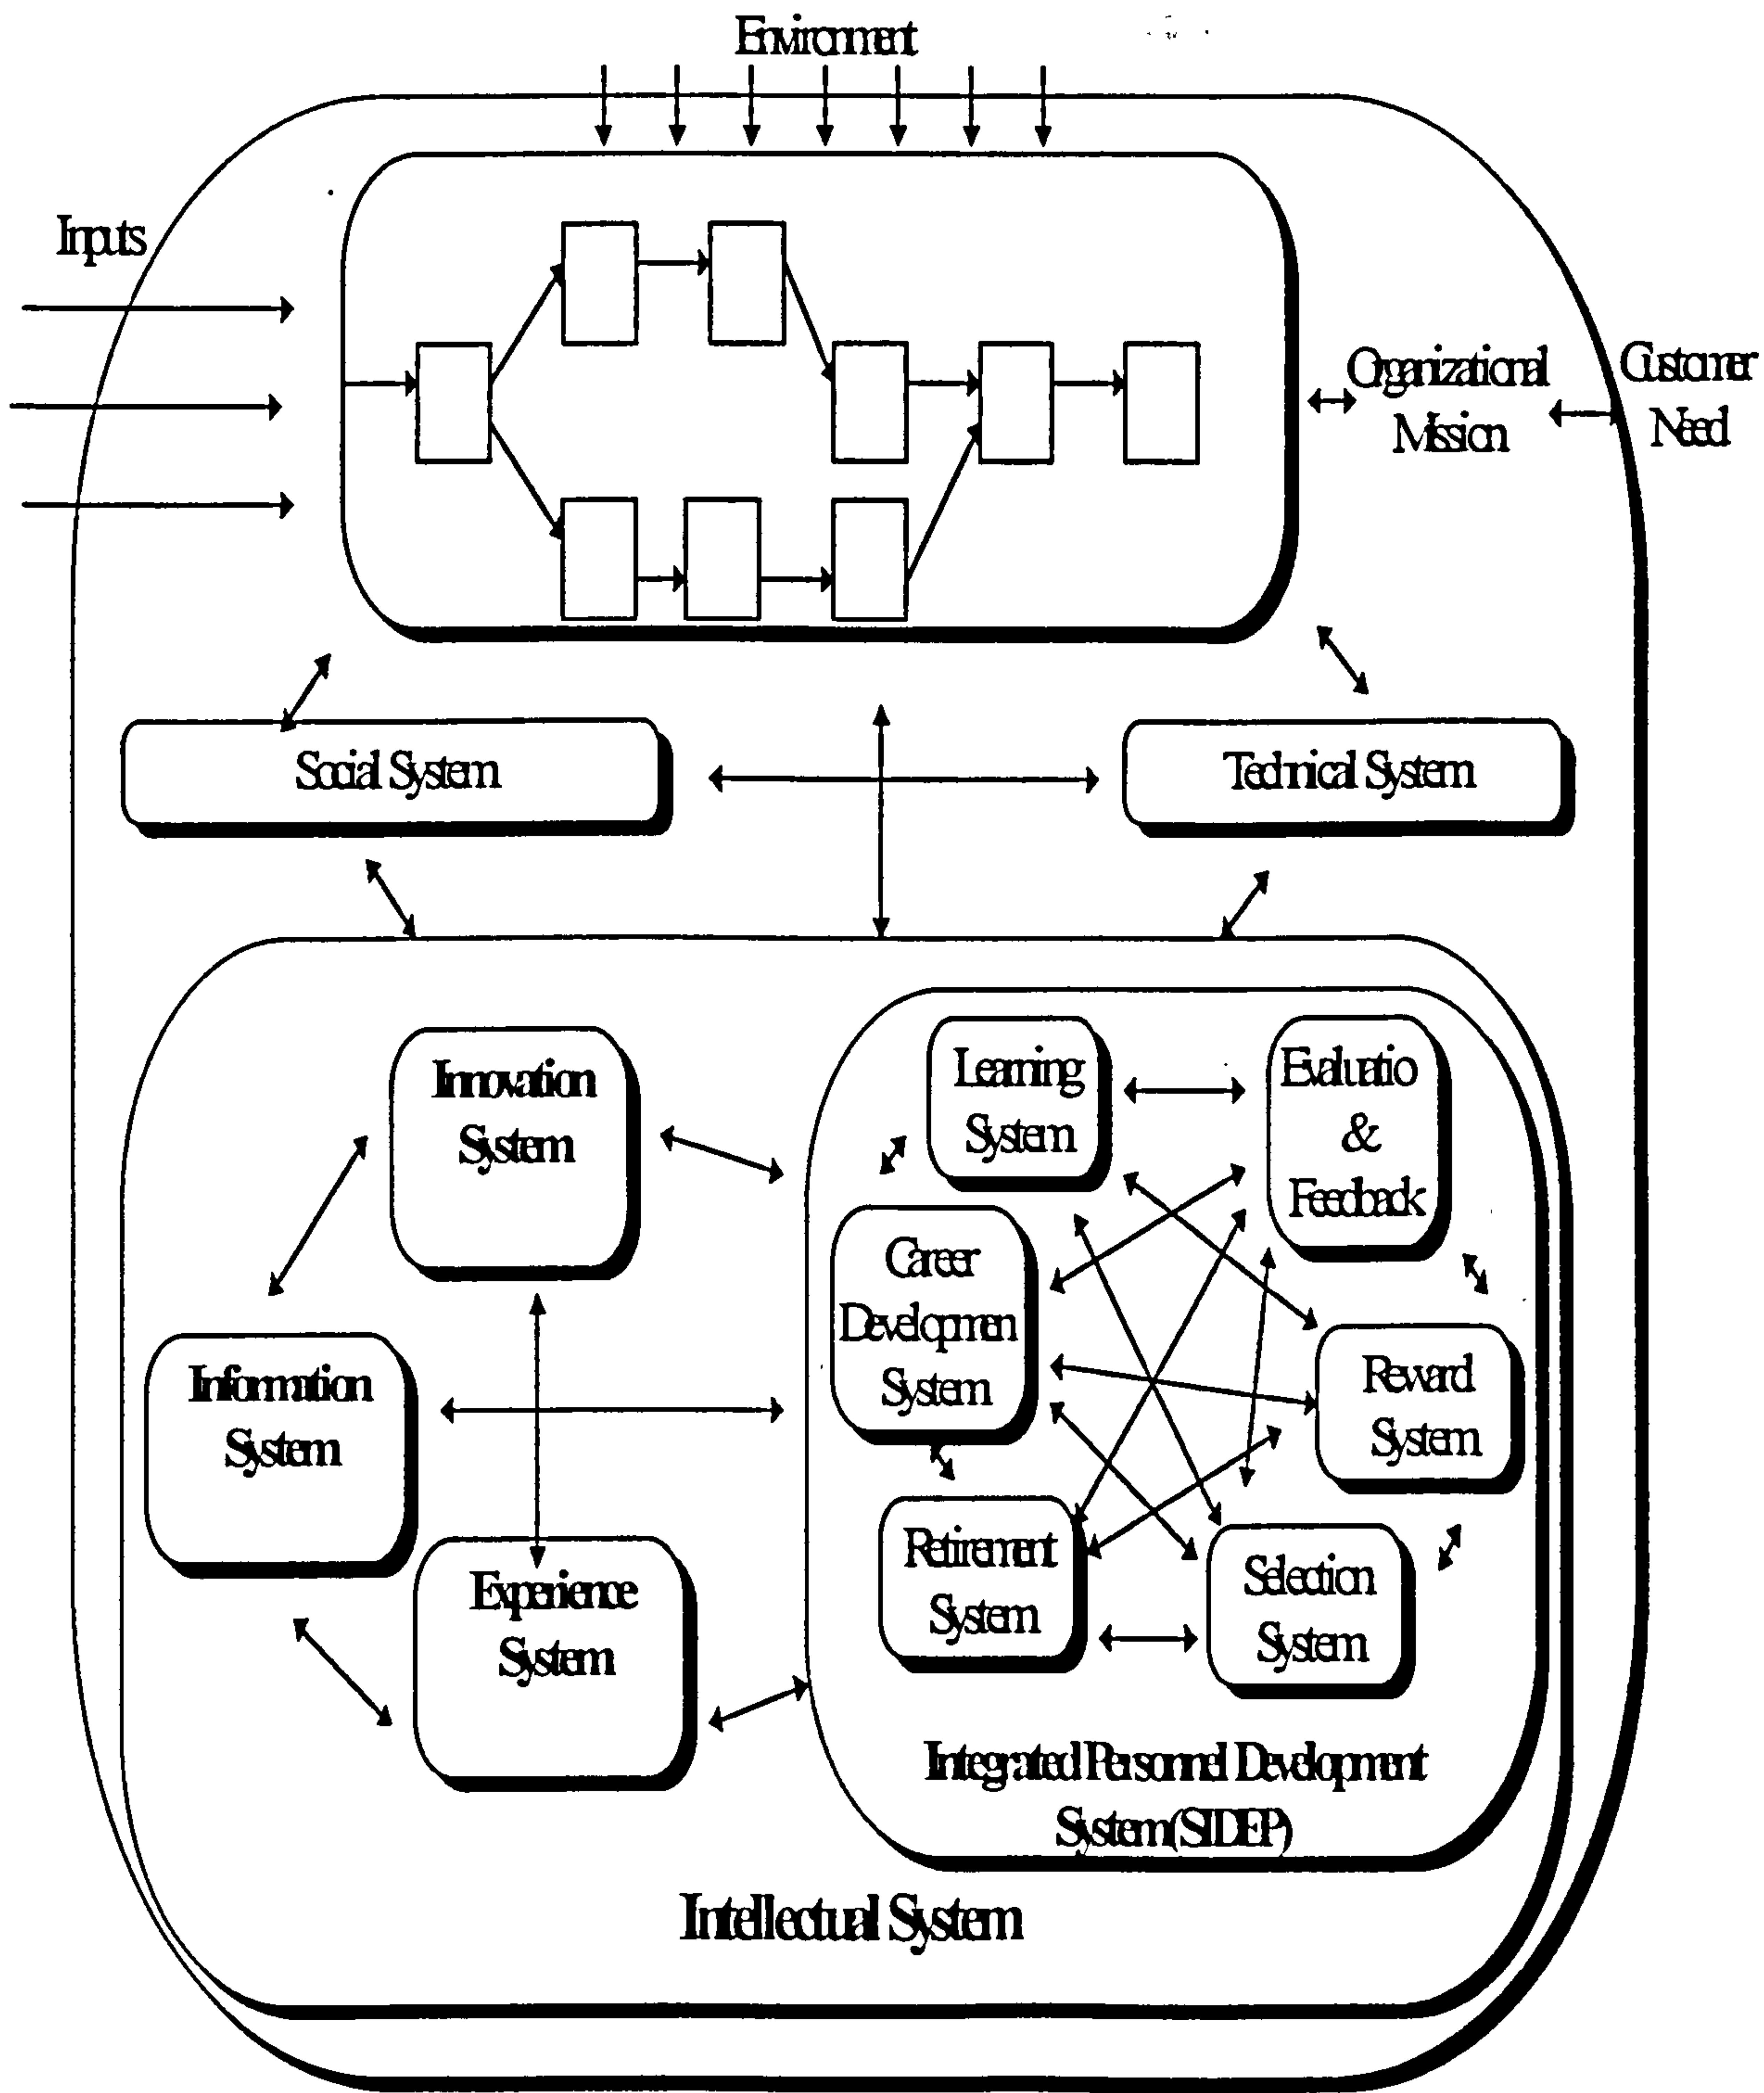 Environment
Inputs
Organizational
Mission
Customer
Need
Social System
Technical System
Innovation
System
Learning
System
Evaluatio
&
Feedback
Career
Developmen
System
Information
System
Reward
System
Experience
System
Retirement
System
Selection
System
Integrated Personnel Development
System(SIDEP)
Intellectual System